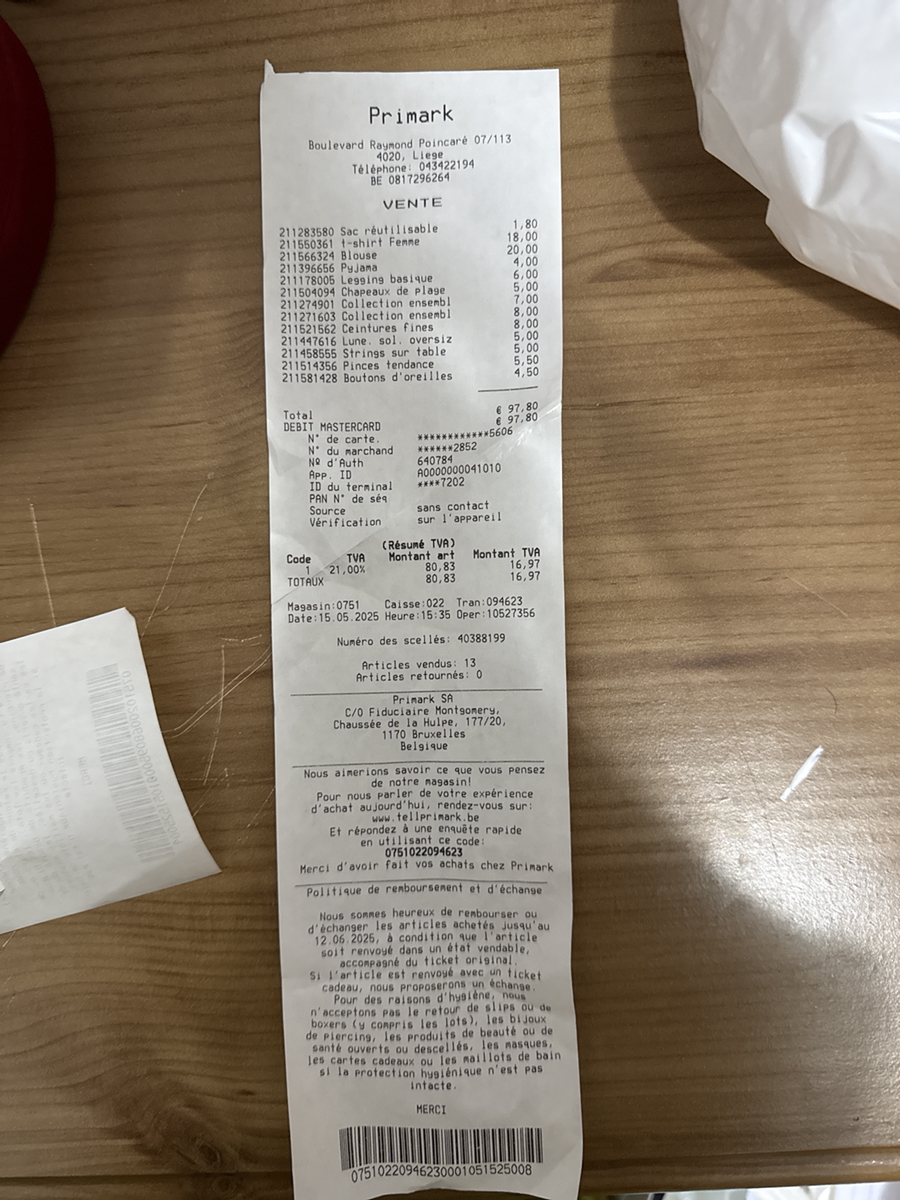 Primark
Boulevard Raymond Poincaré 07/113
4020, Liege
Téléphone: 043422194
BE 0817296264
VENTE
211283580 Sac réutilisable 1,80
211550361 t-shirt Femme 18,00
211566324 Blouse 20,00
211396656 Pyjama 4,00
211178005 Legging basique 6,00
211504094 Chapeaux de plage 5,00
211274901 Collection ensembl 7,00
211271603 Collection ensembl 8,00
211521562 Ceintures fines 8,00
211447616 Lune. sol. oversiz 5,00
211458555 Strings sur table 5,00
211514356 Pinces tendance 5,50
211581428 Boutons d'oreilles 4,50
Total € 97,80
DEBIT MASTERCARD € 97,80
N° de carte. ************5606
N° du marchand ******2852
Nº d'Auth 640784
App. ID A0000000041010
ID du terminal ****7202
PAN N° de séq
Source sans contact
Vérification sur l'appareil
(Résumé TVA)
Code TVA Montant art Montant TVA
1 21,00% 80,83 16,97
TOTAUX 80,83 16,97
Magasin:0751 Caisse:022 Tran:094623
Date:15.05.2025 Heure:15:35 Oper:10527356
Numéro des scellés: 40388199
Articles vendus: 13
Articles retournés: 0
Primark SA
C/O Fiduciaire Montgomery,
Chaussée de la Hulpe, 177/20,
1170 Bruxelles
Belgique
Nous aimerions savoir ce que vous pensez
de notre magasin!
Pour nous parler de votre expérience
d'achat aujourd'hui, rendez-vous sur:
www.tellprimark.be
Et répondez à une enquête rapide
en utilisant ce code:
0751022094623
Merci d'avoir fait vos achats chez Primark
Politique de remboursement et d'échange
Nous sommes heureux de rembourser ou
d'échanger les articles achetés jusqu'au
12.06.2025, à condition que l'article
soit renvoyé dans un état vendable,
accompagné du ticket original.
Si l'article est renvoyé avec un ticket
cadeau, nous proposerons un échange.
Pour des raisons d'hygiène, nous
n'acceptons pas le retour de slips ou de
boxers (y compris les lots), les bijoux
de piercing, les produits de beauté ou de
santé ouverts ou descellés, les masques,
les cartes cadeaux ou les maillots de bain
si la protection hygiénique n'est pas
intacte.
MERCI
07510220946230001051525008